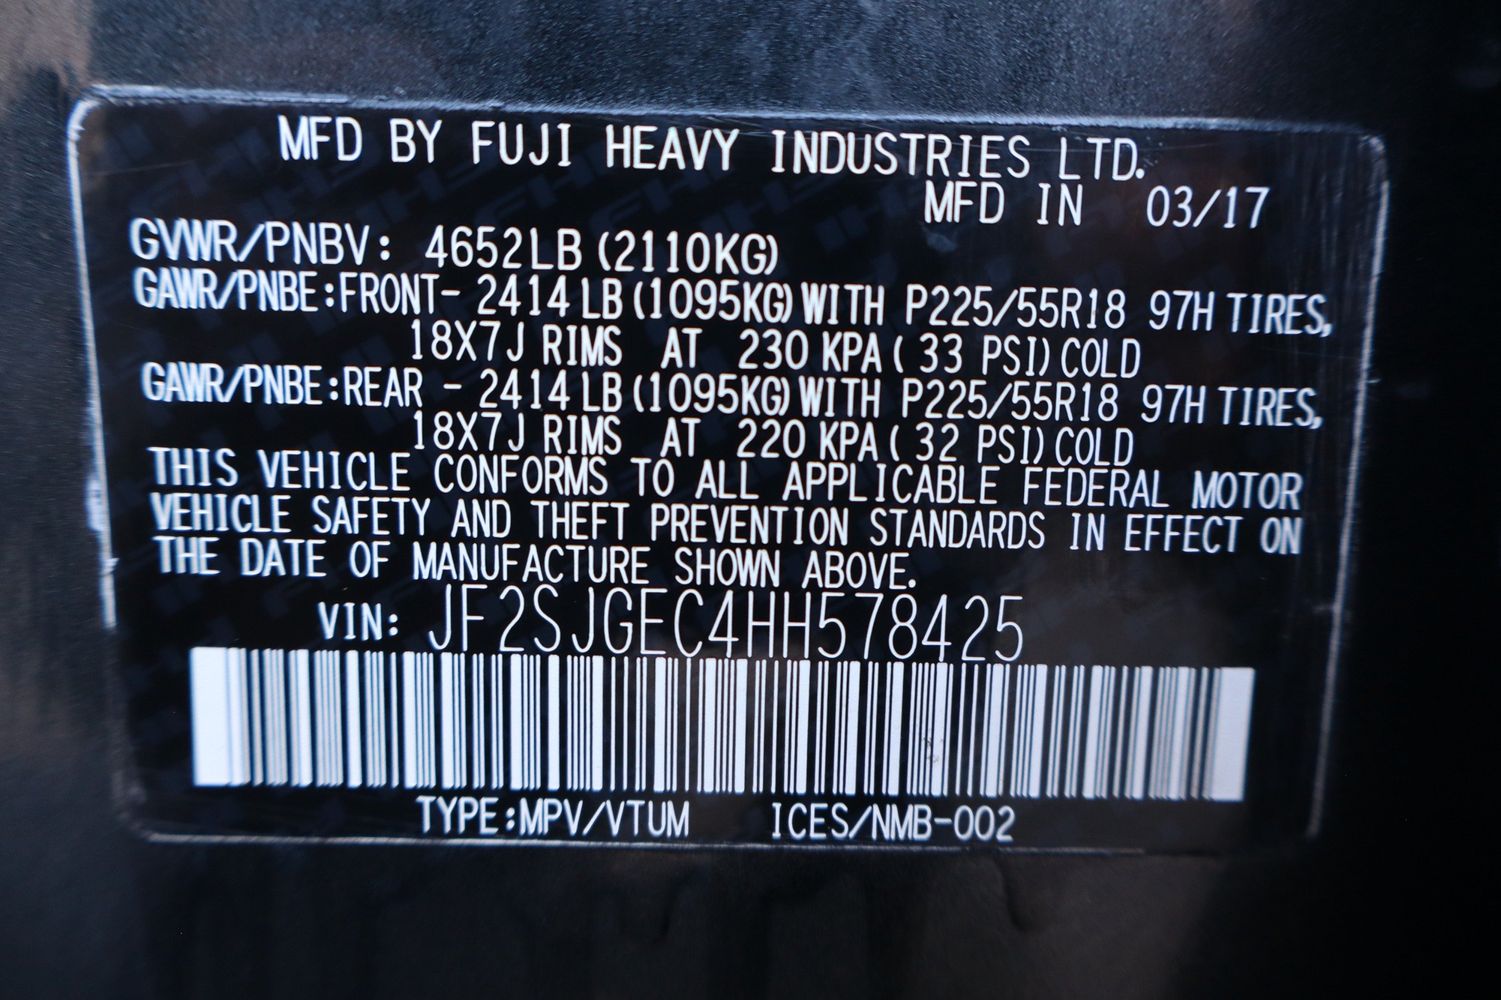 MFD BY FUJI HEAVY INDUSTRIES LTD.
MFD IN 03/17
GVWR/PNBV: 4652LB (2110KG)
GAWR/PNBE:FRONT- 2414 LB (1095KG) WITH P225/55R18 97H TIRES,
18X7J RIMS AT 230 KPA ( 33 PSI) COLD
GAWR/PNBE:REAR - 2414 LB (1095KG) WITH P225/55R18 97H TIRES,
18X7J RIMS AT 220 KPA ( 32 PSI) COLD
THIS VEHICLE CONFORMS TO ALL APPLICABLE FEDERAL MOTOR
VEHICLE SAFETY AND THEFT PREVENTION STANDARDS IN EFFECT ON
THE DATE OF MANUFACTURE SHOWN ABOVE.
VIN: JF2SJGEC4HH578425
TYPE:MPV/VTUM ICES/NMB-002